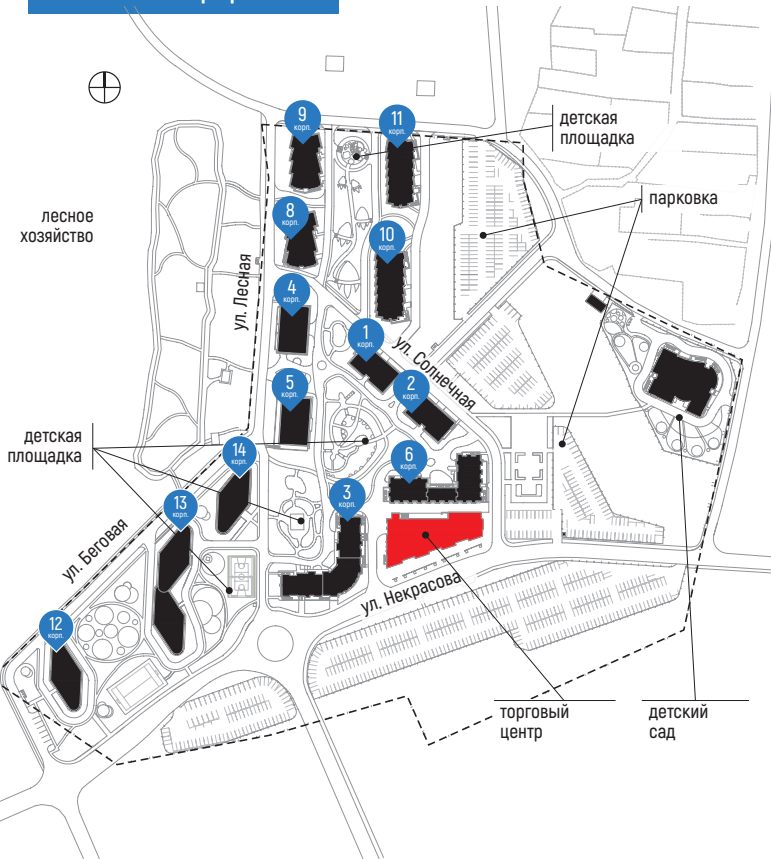 9
корп.
11
корп.
детская
площадка
парковка
лесное
хозяйство
8
корп.
10
корп.
ул. Лесная
4
корп.
1
корп.
ул. Солнечная
2
корп.
5
корп.
детская
площадка
14
корп.
6
корп.
3
корп.
13
корп.
ул. Беговая
ул. Некрасова
12
корп.
торговый
центр
детский
сад